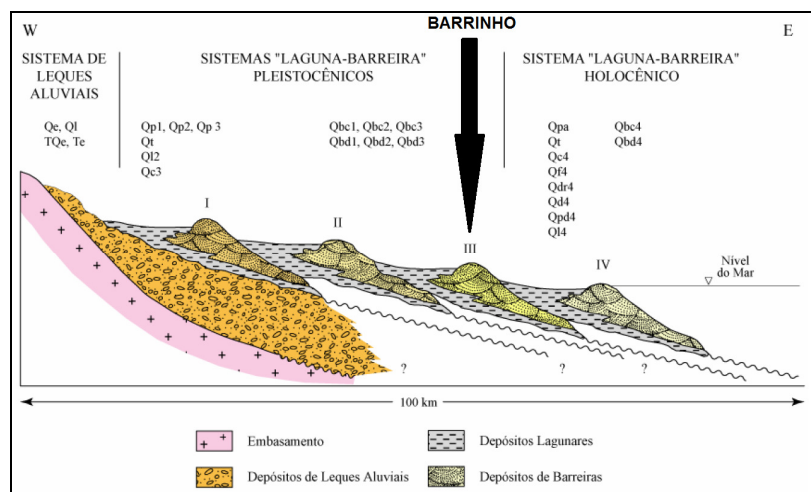 BARRINHO
W
E
SISTEMA DE
LEQUES
ALUVIAIS
SISTEMAS "LAGUNA-BARREIRA"
PLEISTOCÊNICOS
SISTEMA "LAGUNA-BARREIRA"
HOLOCÊNICO
Qe, Ql
TQe, Te
Qp1, Qp2, Qp 3
Qt
Ql2
Qc3
Qbc1, Qbc2, Qbc3
Qbd1, Qbd2, Qbd3
Qpa
Qt
Qc4
Qf4
Qdr4
Qd4
Qpd4
Ql4
Qbc4
Qbd4
I
II
III
IV
Nível
do Mar
?
?
?
100 km
Embasamento
Depósitos Lagunares
Depósitos de Leques Aluviais
Depósitos de Barreiras